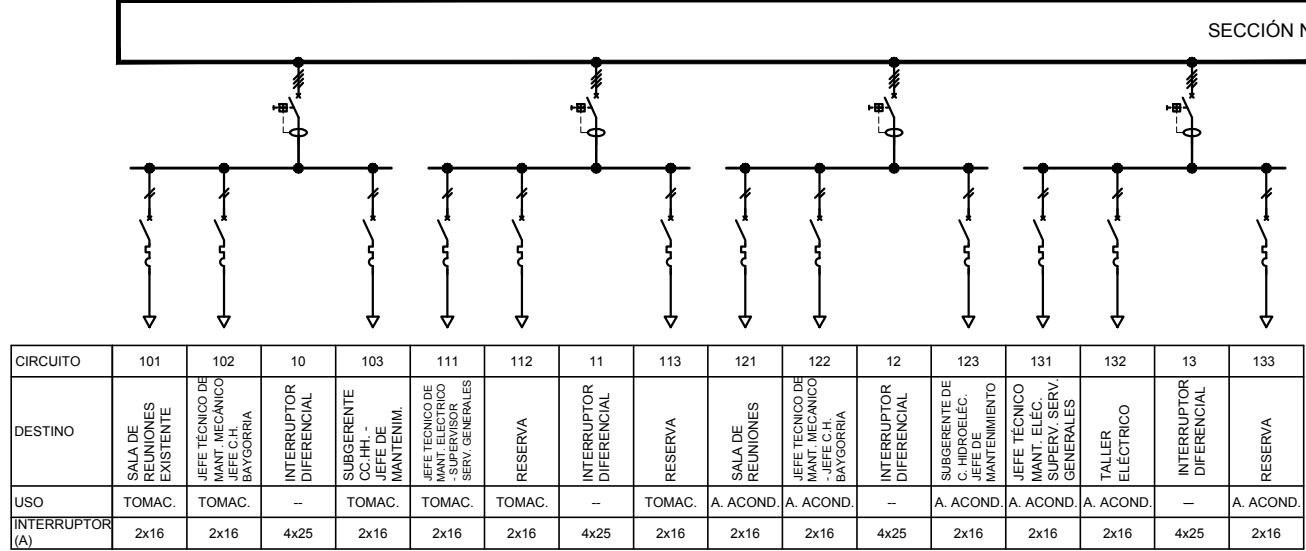 SECCIÓN N
CIRCUITO 101 102 10 103 111 112 11 113 121 122 12 123 131 132 13 133
DESTINO
SALA DE
REUNIONES
EXISTENTE
JEFE TÉCNICO DE
MANT. MECÁNICO
JEFE C.H.
BAYGORRIA
INTERRUPTOR
DIFERENCIAL
SUBGERENTE
CC.HH. -
JEFE DE
MANTENIM.
JEFE TECNICO DE
MANT. ELECTRICO
- SUPERVISOR
SERV. GENERALES
RESERVA
INTERRUPTOR
DIFERENCIAL
RESERVA
SALA DE
REUNIONES
JEFE TECNICO DE
MANT. MECANICO
- JEFE C.H.
BAYGORRIA
INTERRUPTOR
DIFERENCIAL
SUBGERENTE DE
C. HIDROELÉC.
JEFE DE
MANTENIMIENTO
JEFE TÉCNICO
MANT. ELÉC.
SUPERV. SERV.
GENERALES
TALLER
ELÉCTRICO
INTERRUPTOR
DIFERENCIAL
RESERVA
USO TOMAC. TOMAC. -- TOMAC. TOMAC. TOMAC. -- TOMAC. A. ACOND. A. ACOND. -- A. ACOND. A. ACOND. A. ACOND. -- A. ACOND.
INTERRUPTOR
(A) 2x16 2x16 4x25 2x16 2x16 2x16 4x25 2x16 2x16 2x16 4x25 2x16 2x16 2x16 4x25 2x16